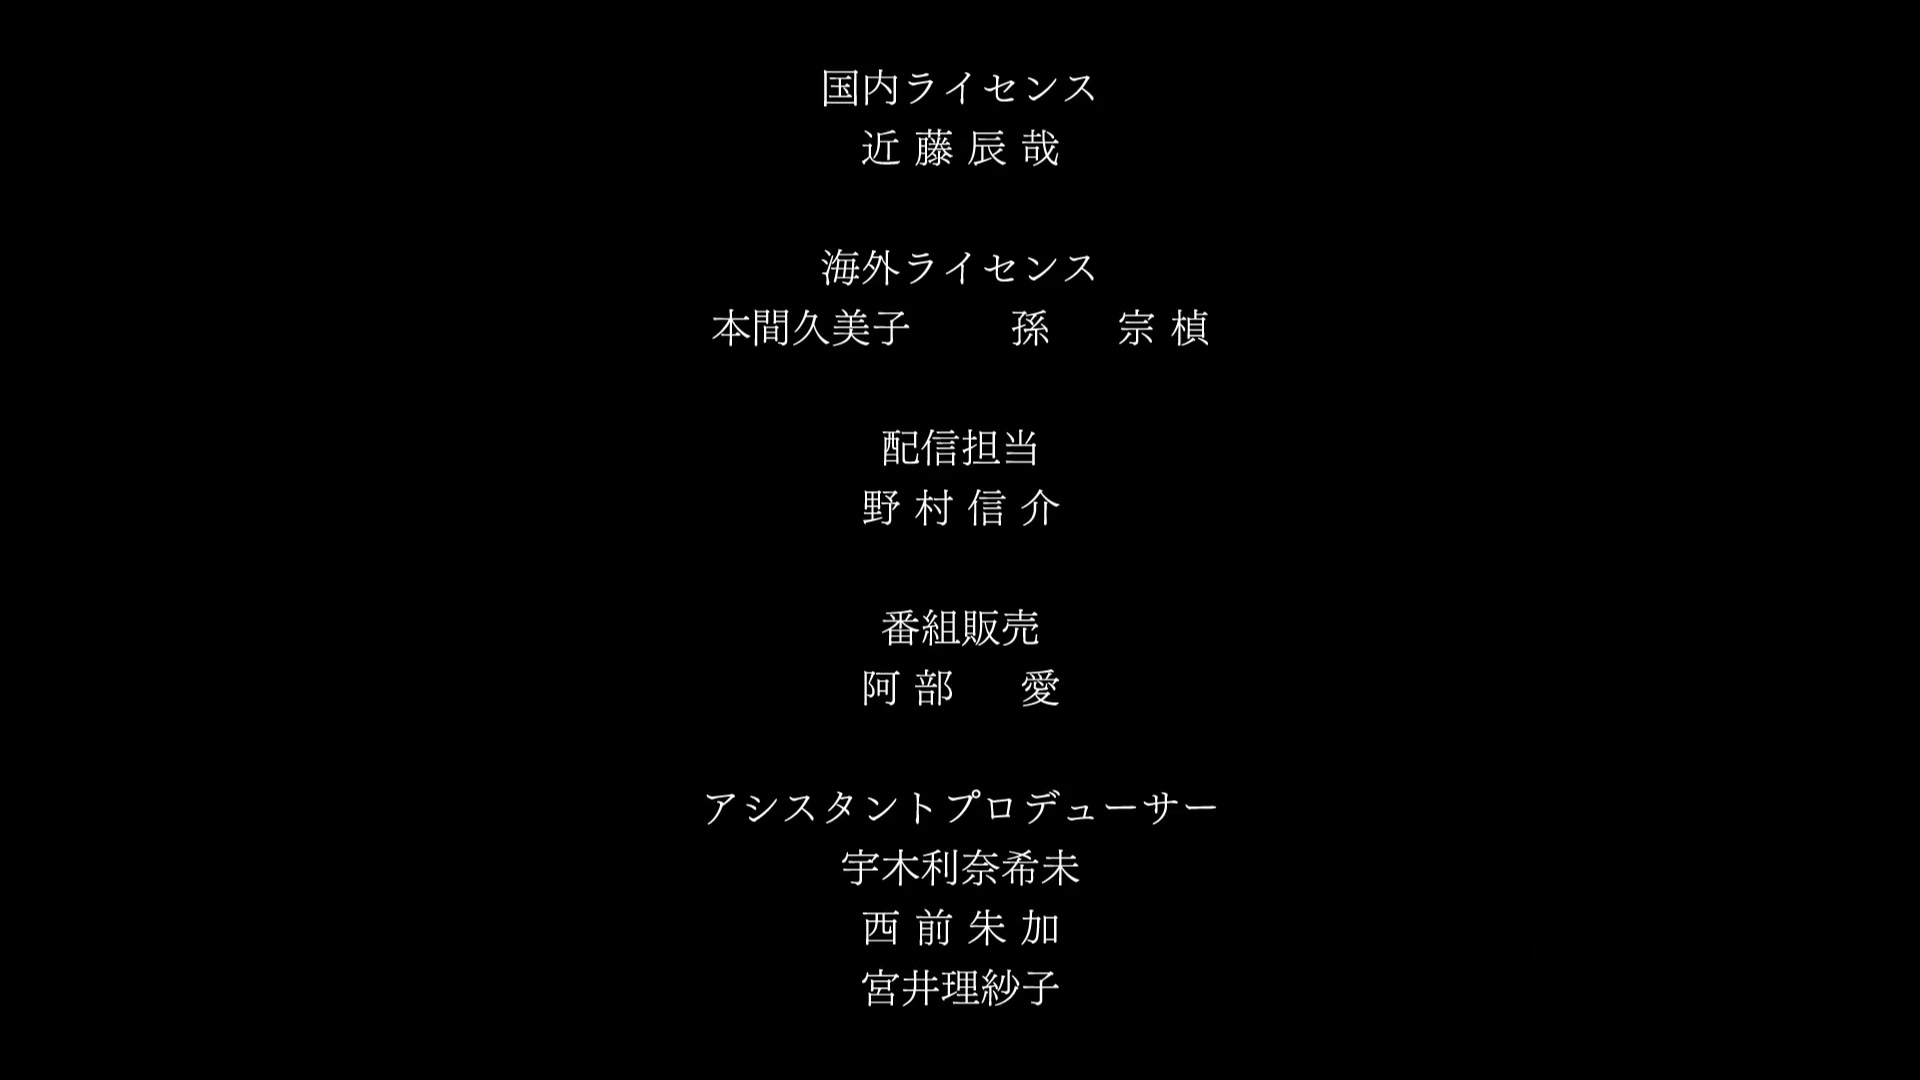 国内ライセンス
近藤辰哉
海外ライセンス
本間久美子　孫　宗楨
配信担当
野村信介
番組販売
阿部　愛
アシスタントプロデューサー
宇木利奈希未
西前朱加
宮井理紗子